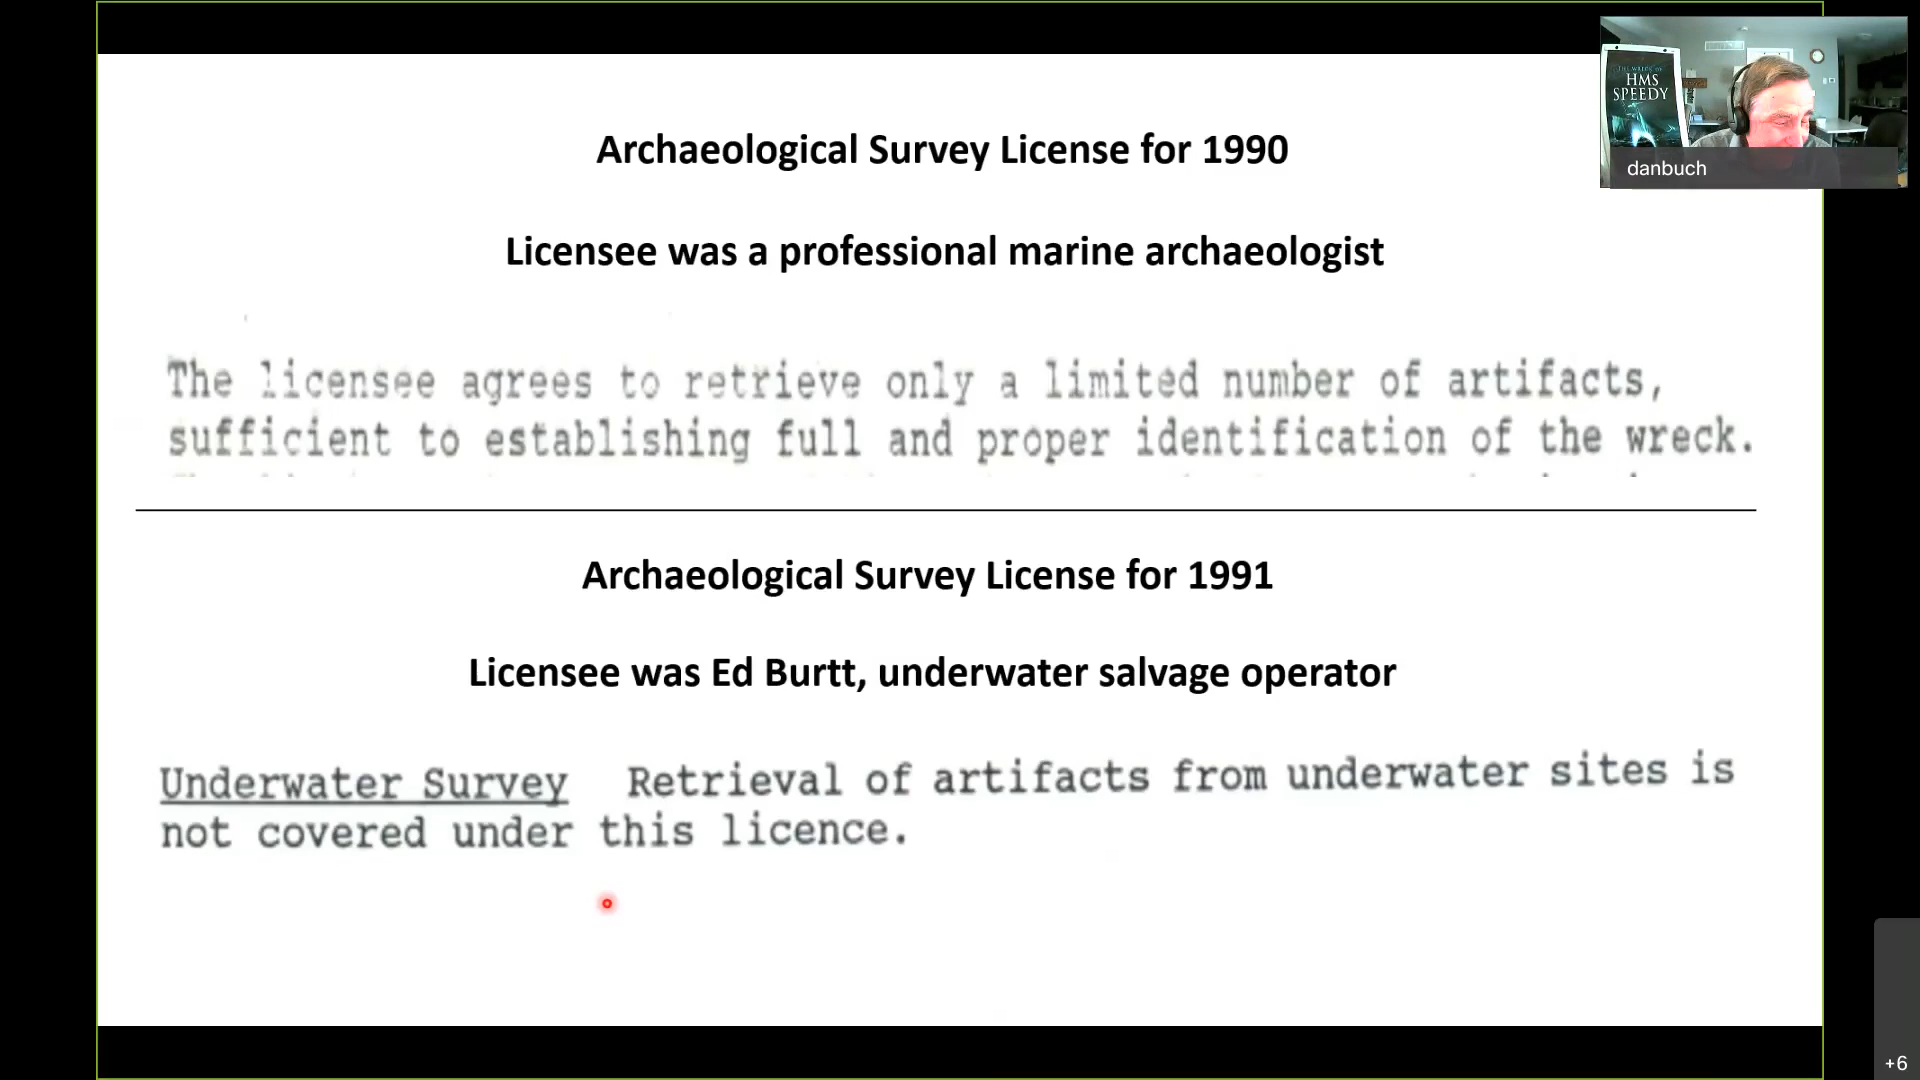 Archaeological Survey License for 1990
Licensee was a professional marine archaeologist
The licensee agrees to retrieve only a limited number of artifacts,
sufficient to establishing full and proper identification of the wreck.
Archaeological Survey License for 1991
Licensee was Ed Burtt, underwater salvage operator
Underwater Survey Retrieval of artifacts from underwater sites is
not covered under this licence.
THE WRECK OF
HMS
SPEEDY
danbuch
+6